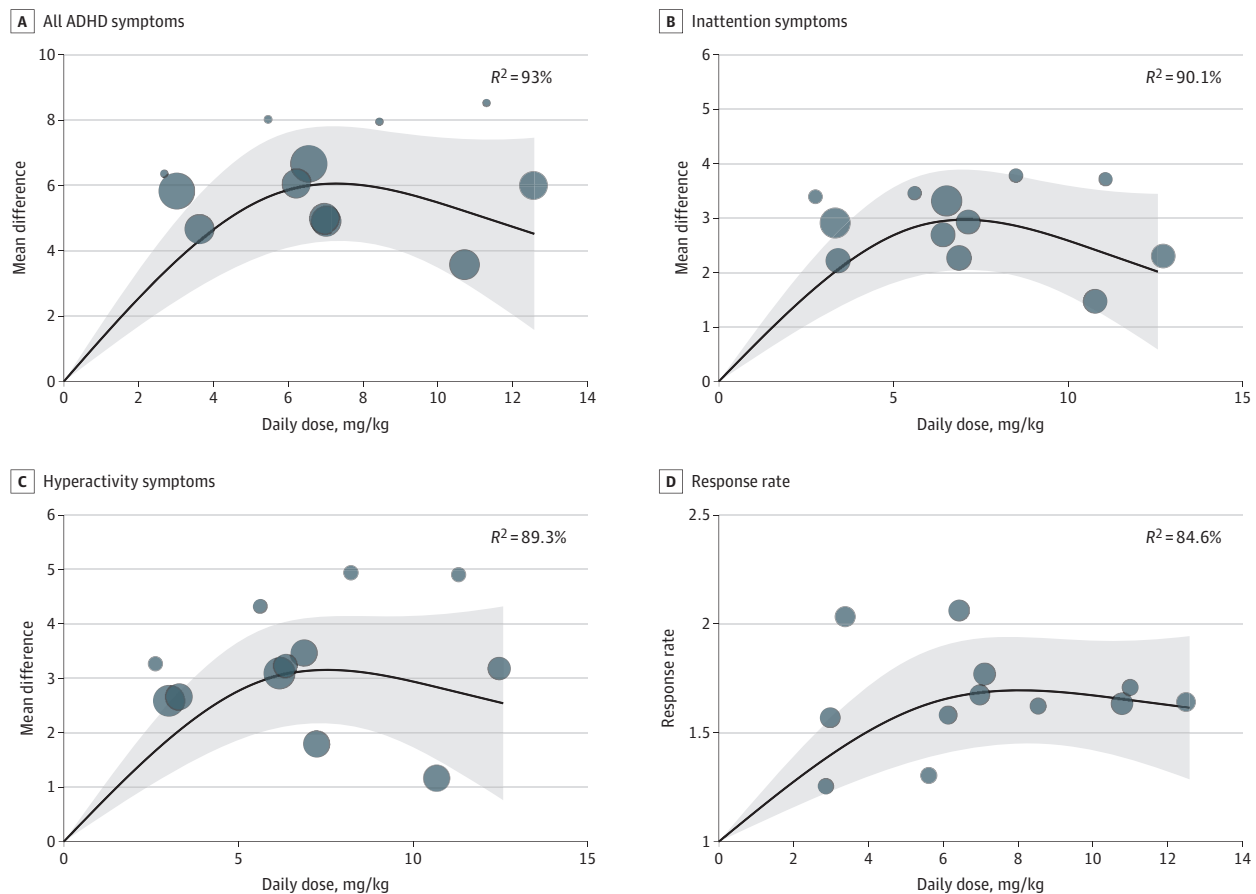 A All ADHD symptoms
10
8
6
4
2
0
Mean difference
R² = 93%
0 2 4 6 8 10 12 14
Daily dose, mg/kg
B Inattention symptoms
6
5
4
3
2
1
0
Mean difference
R² = 90.1%
0 5 10 15
Daily dose, mg/kg
C Hyperactivity symptoms
6
5
4
3
2
1
0
Mean difference
R² = 89.3%
0 5 10 15
Daily dose, mg/kg
D Response rate
2.5
2
1.5
1
Response rate
R² = 84.6%
0 2 4 6 8 10 12 14
Daily dose, mg/kg